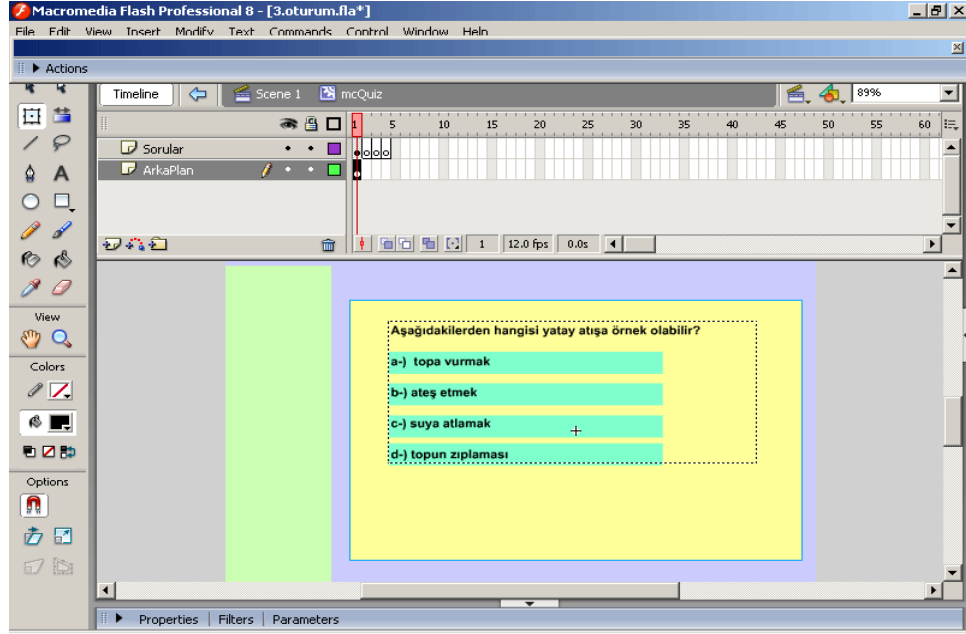 Macromedia Flash Professional 8 - [3.oturum.fla*]
File Edit View Insert Modify Text Commands Control Window Help
Actions
Timeline Scene 1 mcQuiz 89%
1 5 10 15 20 25 30 35 40 45 50 55 60
Sorular
ArkaPlan
1 12.0 fps 0.0s
View
Colors
Options
Aşağıdakilerden hangisi yatay atışa örnek olabilir?
a-) topa vurmak
b-) ateş etmek
c-) suya atlamak
d-) topun zıplaması
Properties Filters Parameters